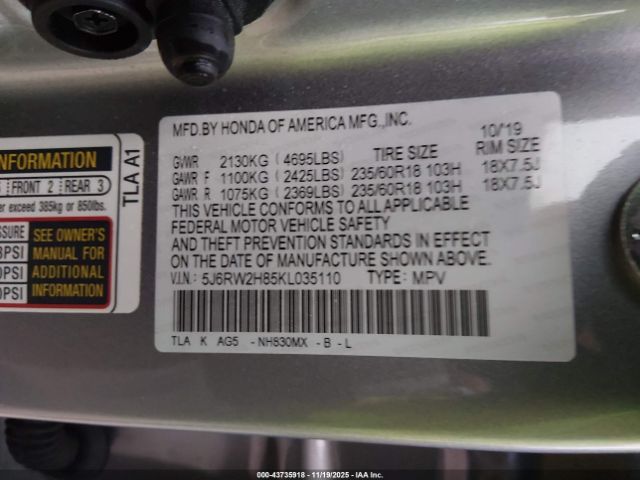 MFD.BY HONDA OF AMERICA MFG.,INC. 10/'19
GVWR 2130KG (4695LBS) TIRE SIZE RIM SIZE
GAWR F 1100KG (2425LBS) 235/60R18 103H 18X7.5J
GAWR R 1075KG (2369LBS) 235/60R18 103H 18X7.5J
THIS VEHICLE CONFORMS TO ALL APPLICABLE
FEDERAL MOTOR VEHICLE SAFETY
AND THEFT PREVENTION STANDARDS IN EFFECT
ON THE DATE OF MANUFACTURE SHOWN ABOVE.
V.I.N.: 5J6RW2H85KL035110 TYPE: MPV
TLA K AG5 -NH830MX -B-L
TLA A1
INFORMATION
FRONT 2 REAR 3
exceed 385kg or 850lbs.
SEE OWNER'S
MANUAL FOR
ADDITIONAL
INFORMATION
000-43735918 - 11/19/2025 - IAA Inc.